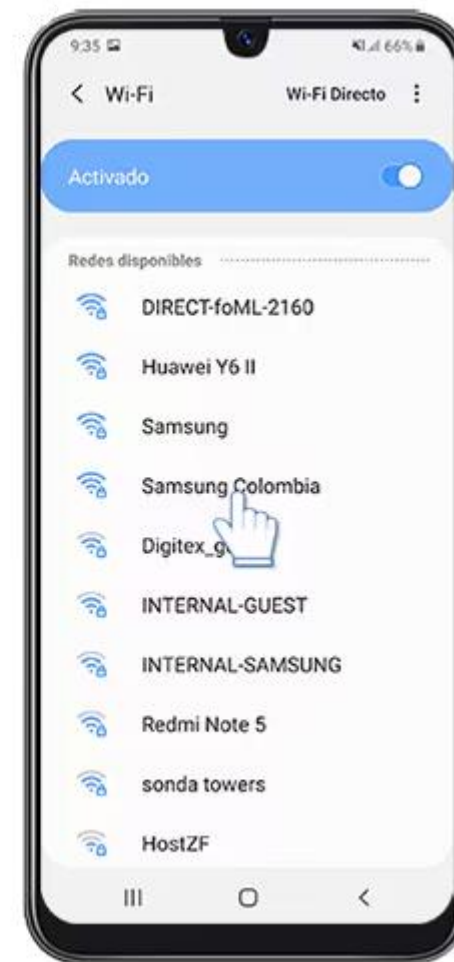 9:35 66%
Wi-Fi Wi-Fi Directo
Activado
Redes disponibles
DIRECT-foML-2160
Huawei Y6 II
Samsung
Samsung Colombia
INTERNAL-GUEST
INTERNAL-SAMSUNG
Redmi Note 5
sonda towers
HostZF